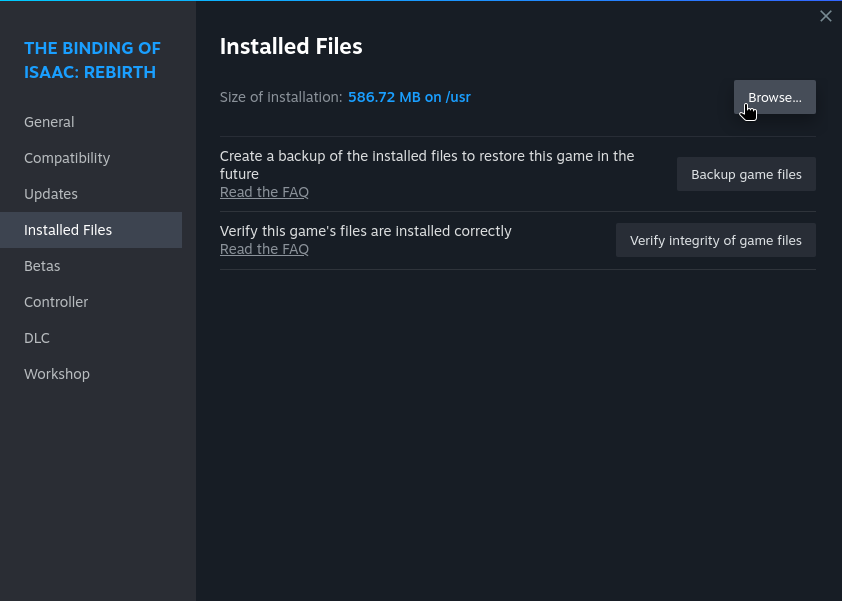 THE BINDING OF
ISAAC: REBIRTH
General
Compatibility
Updates
Installed Files
Betas
Controller
DLC
Workshop
Installed Files
Size of installation: 586.72 MB on /usr
Browse...
Create a backup of the installed files to restore this game in the
future
Read the FAQ
Backup game files
Verify this game's files are installed correctly
Read the FAQ
Verify integrity of game files